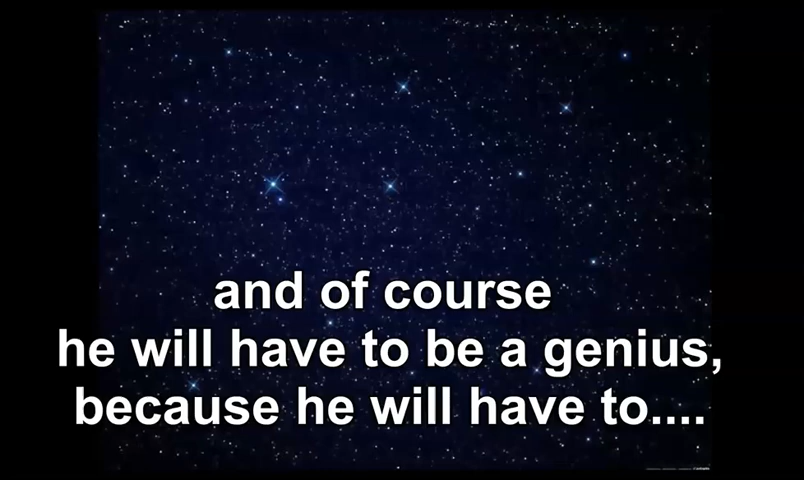 and of course
he will have to be a genius,
because he will have to....